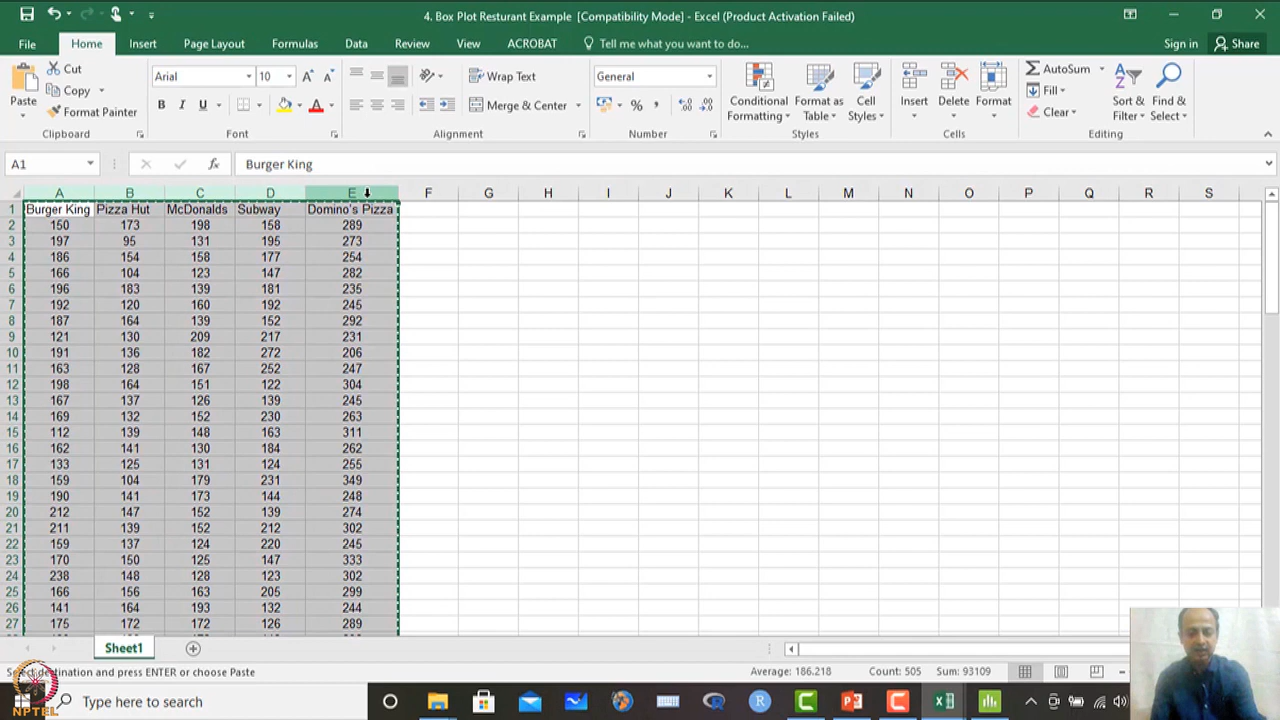 4. Box Plot Resturant Example [Compatibility Mode] - Excel (Product Activation Failed)
File Home Insert Page Layout Formulas Data Review View ACROBAT Tell me what you want to do... Sign in Share
Cut Arial 10 Wrap Text General AutoSum
Copy Fill
Paste Format Painter B I U Merge & Center % , Conditional Formatting Format as Table Cell Styles Insert Delete Format Clear Sort & Filter Find & Select
Clipboard Font Alignment Number Styles Cells Editing
A1 fx Burger King
A B C D E F G H I J K L M N O P Q R S
1 Burger King Pizza Hut McDonalds Subway Domino's Pizza
2 150 173 198 158 289
3 197 95 131 195 273
4 186 154 158 177 254
5 166 104 123 147 282
6 196 183 139 181 235
7 192 120 160 192 245
8 187 164 139 152 292
9 121 130 209 217 231
10 191 136 182 272 206
11 163 128 167 252 247
12 198 164 151 122 304
13 167 137 126 139 245
14 169 132 152 230 263
15 112 139 148 163 311
16 162 141 130 184 262
17 133 125 131 124 255
18 159 104 179 231 349
19 190 141 173 144 248
20 212 147 152 139 274
21 211 139 152 212 302
22 159 137 124 220 245
23 170 150 125 147 333
24 238 148 128 123 302
25 166 156 163 205 299
26 141 164 193 132 244
27 175 172 172 126 289
Sheet1
destination and press ENTER or choose Paste Average: 186.218 Count: 505 Sum: 93109
Type here to search
NPTEL